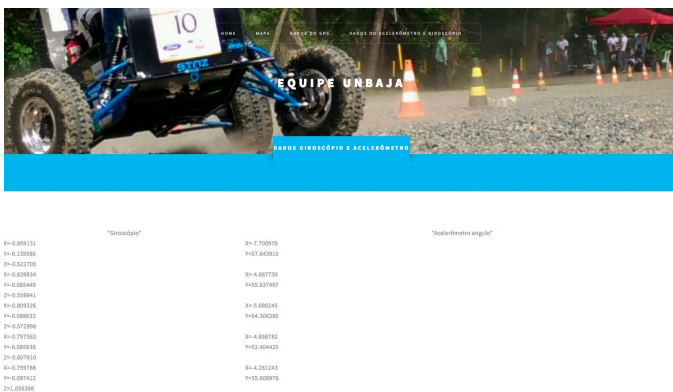 10
STNZ
HOME MAPA DADOS DO GPS DADOS DO ACELERÔMETRO E GIROSCÓPIO
EQUIPE UNBAJA
DADOS GIROSCÓPIO E ACELERÔMETRO
"Giroscópio" "Acelerômetro angulo"
X=-0.859131 X=-7.700978
Y=-0.135986 Y=57.843910
Z=-0.522705
X=-0.829834 X=-4.887730
Y=-0.085449 Y=55.837497
Z=-0.556641
X=-0.809326 X=-5.680245
Y=-0.098633 Y=54.306290
Z=-0.572998
X=-0.797363 X=-4.898782
Y=-0.085938 Y=52.404420
Z=-0.607910
X=-0.759766 X=-4.281243
Y=-0.097412 Y=35.608976
Z=1.056396